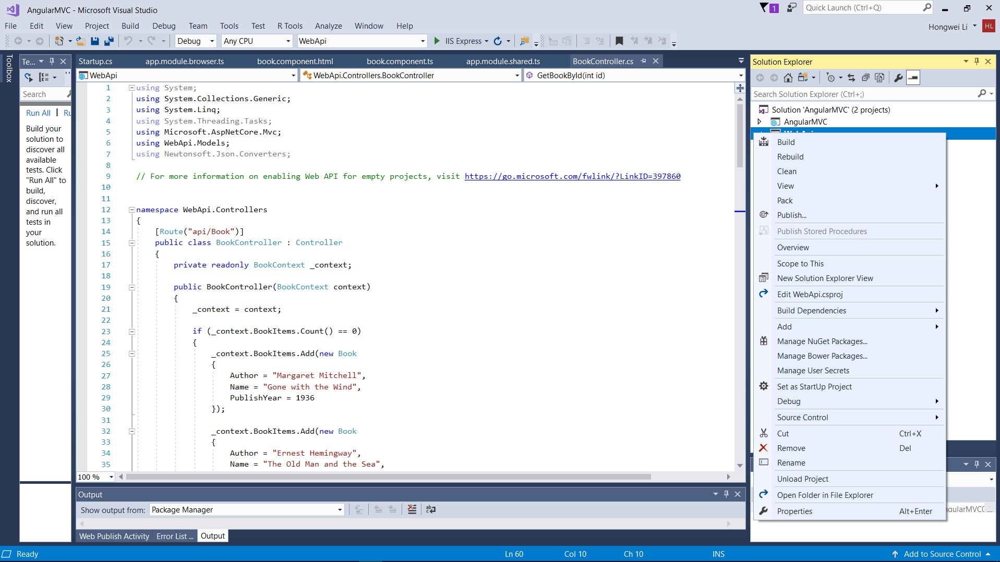 AngularMVC - Microsoft Visual Studio
1
Quick Launch (Ctrl+Q)
File Edit View Project Build Debug Team Tools Test R Tools Analyze Window Help
Hongwei Li HL
Debug Any CPU WebApi IIS Express
Toolbox
Te...
Search
Run All | Ru
Build your
solution to
discover all
available
tests. Click
"Run All" to
build,
discover,
and run all
tests in
your
solution.
Startup.cs app.module.browser.ts book.component.html book.component.ts app.module.shared.ts BookController.cs
WebApi WebApi.Controllers.BookController GetBookById(int id)
1 using System;
2 using System.Collections.Generic;
3 using System.Linq;
4 using System.Threading.Tasks;
5 using Microsoft.AspNetCore.Mvc;
6 using WebApi.Models;
7 using Newtonsoft.Json.Converters;
8
9 // For more information on enabling Web API for empty projects, visit https://go.microsoft.com/fwlink/?LinkID=397860
10
11
12 namespace WebApi.Controllers
13 {
14 [Route("api/Book")]
15 public class BookController : Controller
16 {
17 private readonly BookContext _context;
18
19 public BookController(BookContext context)
20 {
21 _context = context;
22
23 if (_context.BookItems.Count() == 0)
24 {
25 _context.BookItems.Add(new Book
26 {
27 Author = "Margaret Mitchell",
28 Name = "Gone with the Wind",
29 PublishYear = 1936
30 });
31
32 _context.BookItems.Add(new Book
33 {
34 Author = "Ernest Hemingway",
35 Name = "The Old Man and the Sea",
100 %
Output
Show output from: Package Manager
Web Publish Activity Error List ... Output
Solution Explorer
Search Solution Explorer (Ctrl+;)
Solution 'AngularMVC' (2 projects)
AngularMVC
Build
Rebuild
Clean
View
Pack
Publish...
Publish Stored Procedures
Overview
Scope to This
New Solution Explorer View
Edit WebApi.csproj
Build Dependencies
Add
Manage NuGet Packages...
Manage Bower Packages...
Manage User Secrets
Set as StartUp Project
Debug
Source Control
Cut Ctrl+X
Remove Del
Rename
Unload Project
Open Folder in File Explorer
Properties Alt+Enter
Ready Ln 60 Col 10 Ch 10 INS Add to Source Control